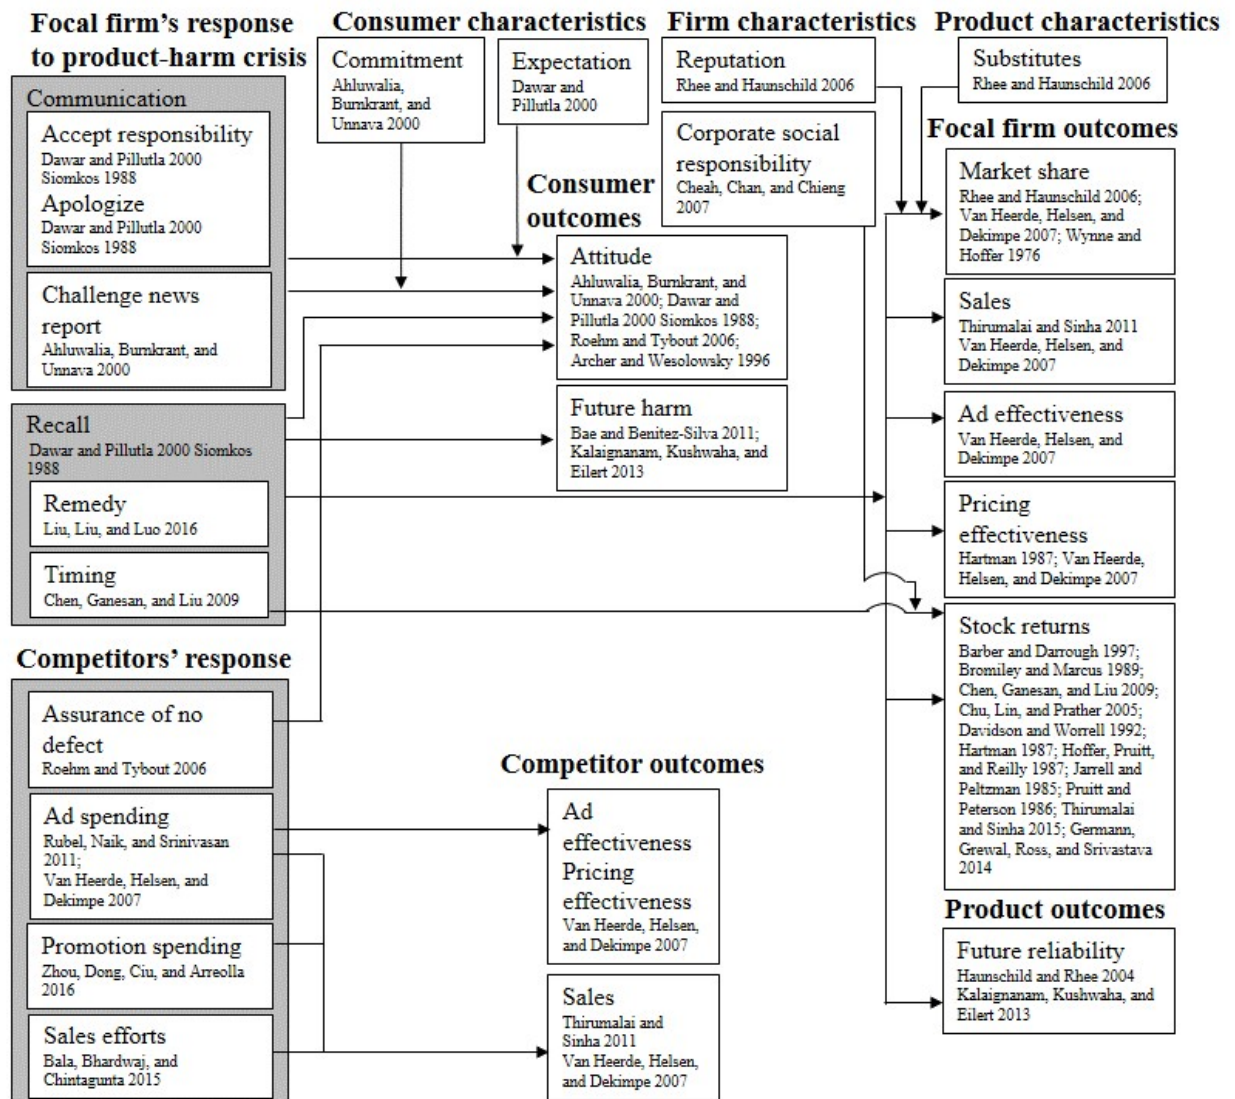 Focal firm's response
to product-harm crisis
Communication
Accept responsibility
Dawar and Pillutla 2000
Siomkos 1988
Apologize
Dawar and Pillutla 2000
Siomkos 1988
Challenge news
report
Ahluwalia, Burnkrant, and
Unnava 2000
Recall
Dawar and Pillutla 2000 Siomkos
1988
Remedy
Liu, Liu, and Luo 2016
Timing
Chen, Ganesan, and Liu 2009
Competitors' response
Assurance of no
defect
Roehm and Tybout 2006
Ad spending
Rubel, Naik, and Srinivasan
2011;
Van Heerde, Helsen, and
Dekimpe 2007
Promotion spending
Zhou, Dong, Ciu, and Arreolla
2016
Sales efforts
Bala, Bhardwaj, and
Chintagunta 2015
Consumer characteristics
Commitment
Ahluwalia,
Burnkrant, and
Unnava 2000
Expectation
Dawar and
Pillutla 2000
Consumer
outcomes
Attitude
Ahluwalia, Burnkrant, and
Unnava 2000; Dawar and
Pillutla 2000 Siomkos 1988;
Roehm and Tybout 2006;
Archer and Wesolowsky 1996
Future harm
Bae and Benitez-Silva 2011;
Kalaignanam, Kushwaha, and
Eilert 2013
Competitor outcomes
Ad
effectiveness
Pricing
effectiveness
Van Heerde, Helsen,
and Dekimpe 2007
Sales
Thirumalai and
Sinha 2011
Van Heerde, Helsen,
and Dekimpe 2007
Firm characteristics
Reputation
Rhee and Haunschild 2006
Corporate social
responsibility
Cheah, Chan, and Chieng
2007
Product characteristics
Substitutes
Rhee and Haunschild 2006
Focal firm outcomes
Market share
Rhee and Haunschild 2006;
Van Heerde, Helsen, and
Dekimpe 2007; Wynne and
Hoffer 1976
Sales
Thirumalai and Sinha 2011
Van Heerde, Helsen, and
Dekimpe 2007
Ad effectiveness
Van Heerde, Helsen, and
Dekimpe 2007
Pricing
effectiveness
Hartman 1987; Van Heerde,
Helsen, and Dekimpe 2007
Stock returns
Barber and Darrough 1997;
Bromiley and Marcus 1989;
Chen, Ganesan, and Liu 2009;
Chu, Lin, and Prather 2005;
Davidson and Worrell 1992;
Hartman 1987; Hoffer, Pruitt,
and Reilly 1987; Jarrell and
Peltzman 1985; Pruitt and
Peterson 1986; Thirumalai
and Sinha 2015; Germann,
Grewal, Ross, and Srivastava
2014
Product outcomes
Future reliability
Haunschild and Rhee 2004
Kalaignanam, Kushwaha, and
Eilert 2013